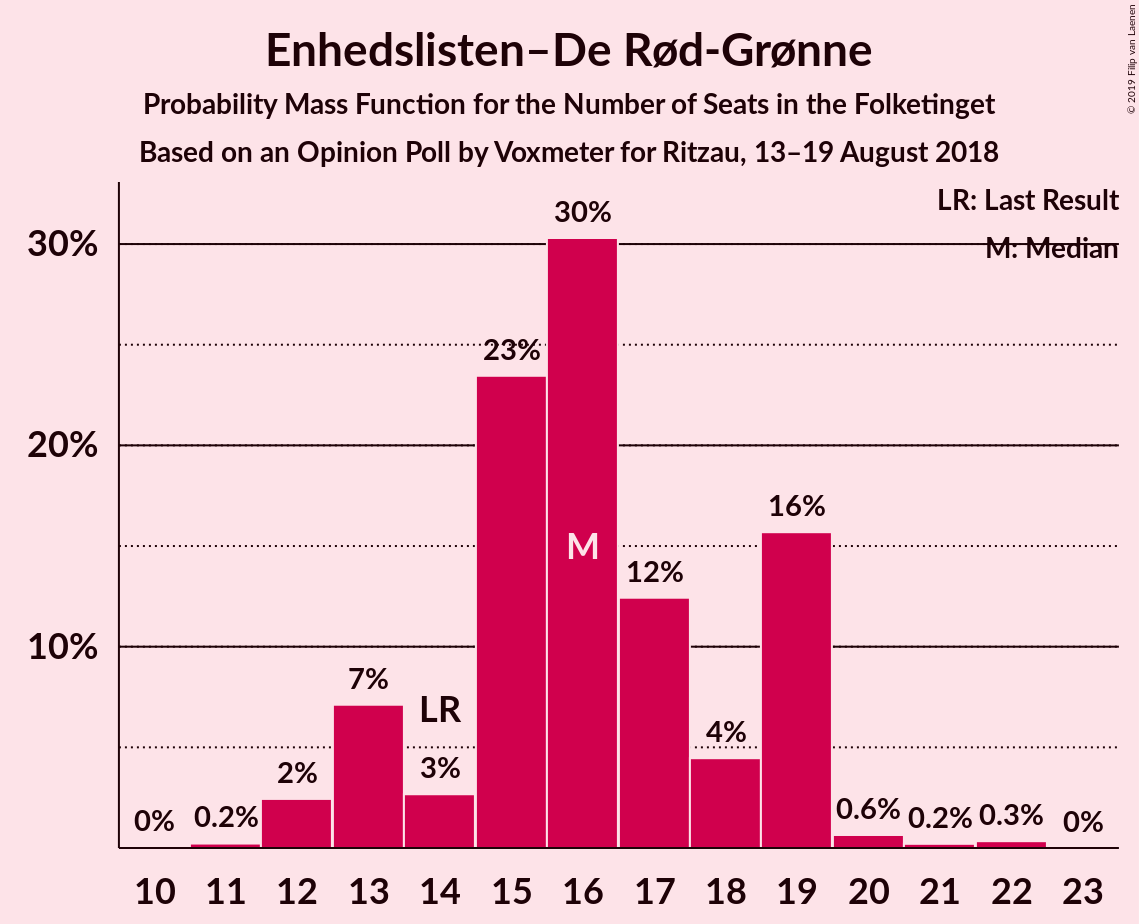 Enhedslisten–De Rød-Grønne
Probability Mass Function for the Number of Seats in the Folketinget
Based on an Opinion Poll by Voxmeter for Ritzau, 13–19 August 2018
© 2019 Filip van Laenen
LR: Last Result
M: Median
30%
20%
10%
0%
0.2%
2%
7%
LR
3%
23%
30%
M
12%
4%
16%
0.6%
0.2%
0.3%
0%
10 11 12 13 14 15 16 17 18 19 20 21 22 23